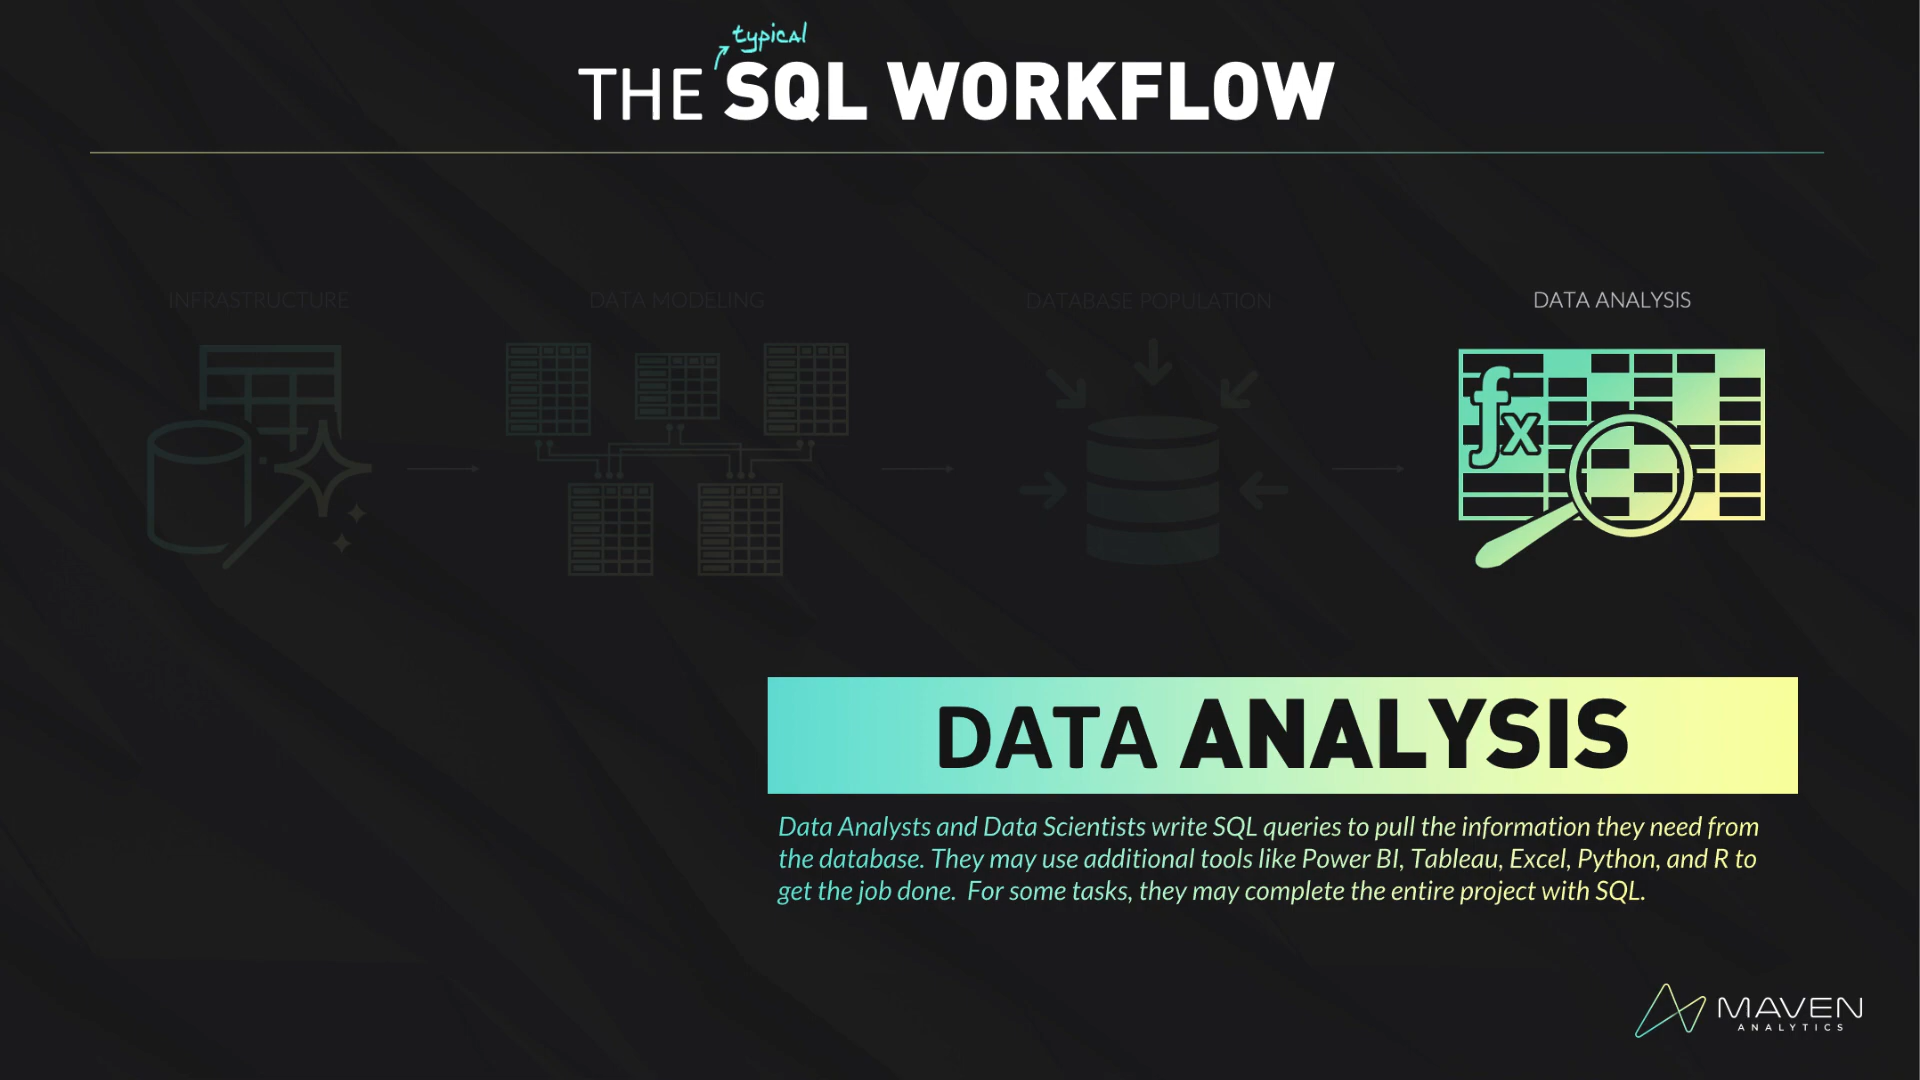 typical
THE SQL WORKFLOW
INFRASTRUCTURE
DATA MODELING
DATABASE POPULATION
DATA ANALYSIS
fx
DATA ANALYSIS
Data Analysts and Data Scientists write SQL queries to pull the information they need from
the database. They may use additional tools like Power BI, Tableau, Excel, Python, and R to
get the job done.  For some tasks, they may complete the entire project with SQL.
MAVEN
ANALYTICS